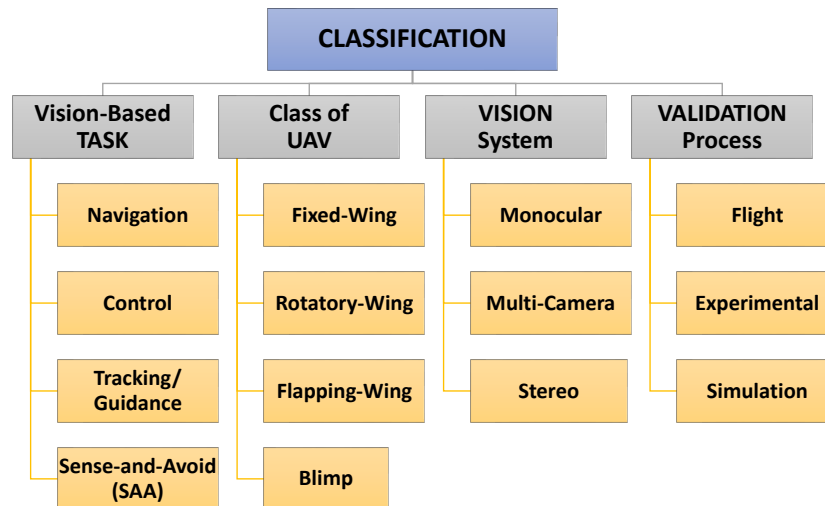 CLASSIFICATION
Vision-Based
TASK
Navigation
Control
Tracking/
Guidance
Sense-and-Avoid
(SAA)
Class of
UAV
Fixed-Wing
Rotatory-Wing
Flapping-Wing
Blimp
VISION
System
Monocular
Multi-Camera
Stereo
VALIDATION
Process
Flight
Experimental
Simulation